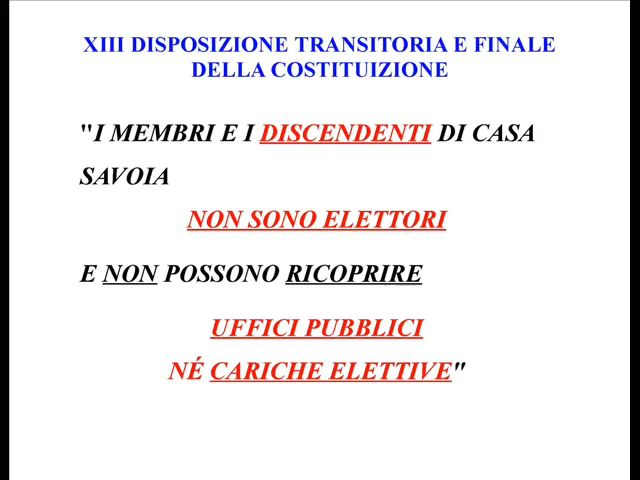 XIII DISPOSIZIONE TRANSITORIA E FINALE
DELLA COSTITUIZIONE
"I MEMBRI E I DISCENDENTI DI CASA
SAVOIA
NON SONO ELETTORI
E NON POSSONO RICOPRIRE
UFFICI PUBBLICI
NÉ CARICHE ELETTIVE"